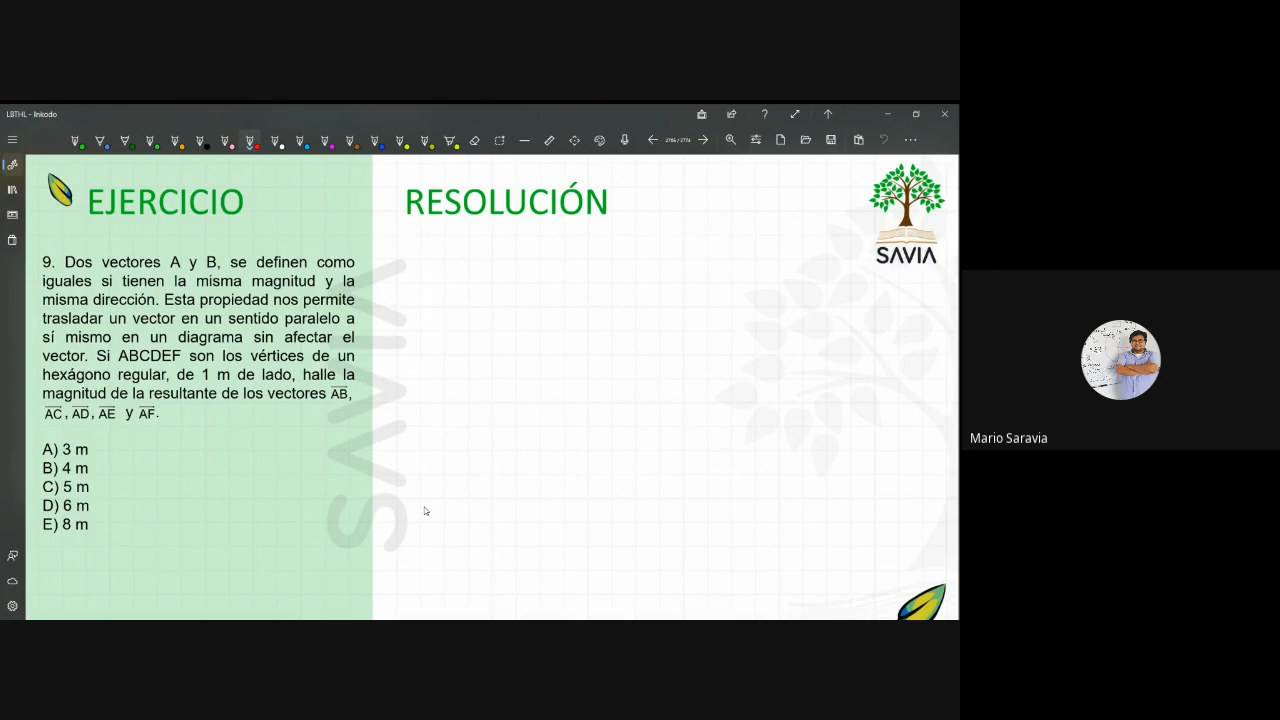 LBTHL - Inkodo
2766 / 2774
EJERCICIO
RESOLUCIÓN
SAVIA
9. Dos vectores A y B, se definen como
iguales si tienen la misma magnitud y la
misma dirección. Esta propiedad nos permite
trasladar un vector en un sentido paralelo a
sí mismo en un diagrama sin afectar el
vector. Si ABCDEF son los vértices de un
hexágono regular, de 1 m de lado, halle la
magnitud de la resultante de los vectores AB,
AC, AD, AE y AF.
A) 3 m
B) 4 m
C) 5 m
D) 6 m
E) 8 m
SAVIA
Mario Saravia